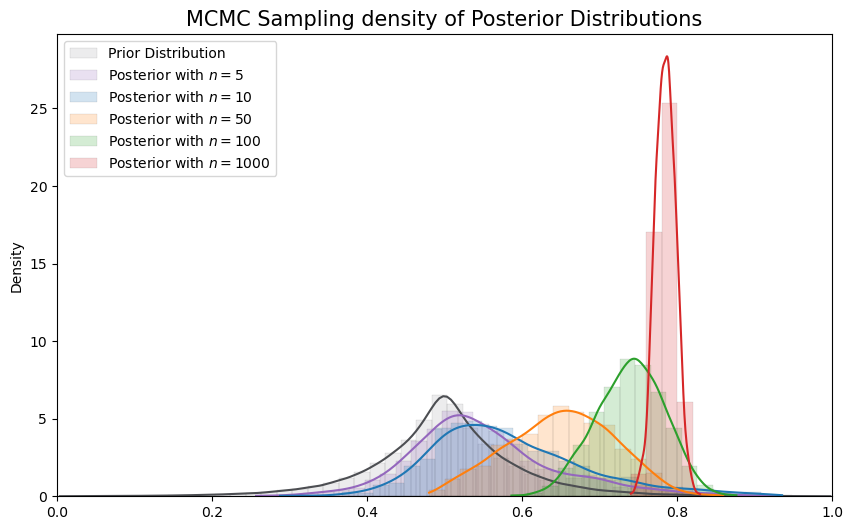 MCMC Sampling density of Posterior Distributions
Prior Distribution
Posterior with n = 5
Posterior with n = 10
Posterior with n = 50
Posterior with n = 100
Posterior with n = 1000
Density
25
20
15
10
5
0
0.0 0.2 0.4 0.6 0.8 1.0